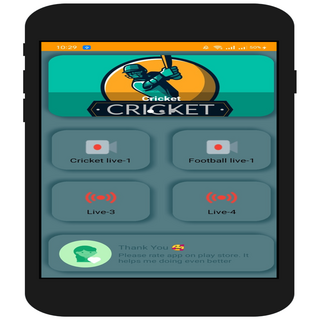 10:29
Cricket
CRICKET
Cricket live-1
Football live-1
Live-3
Live-4
Thank You
Please rate app on play store, It
helps me doing even better